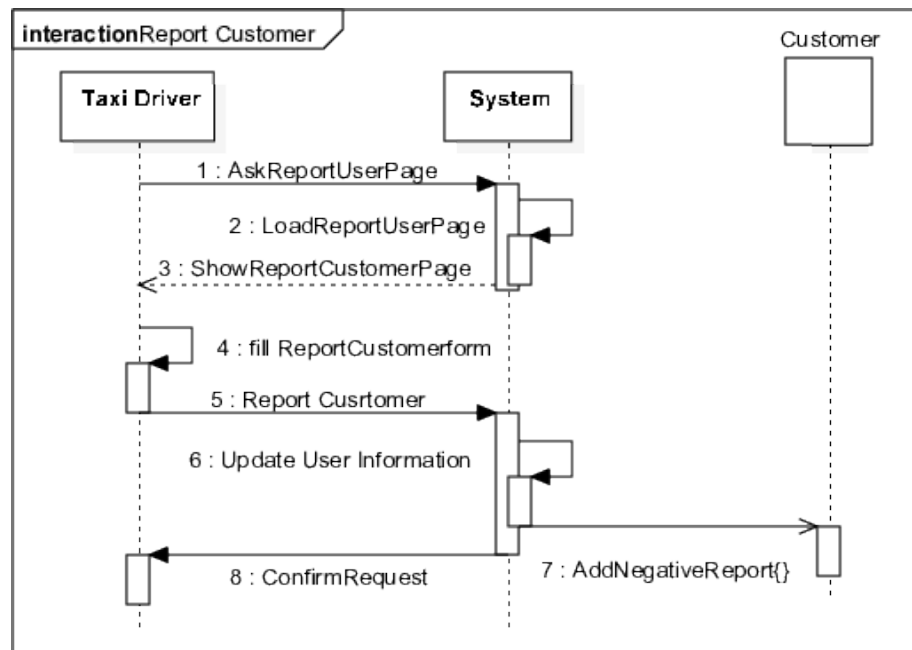 interactionReport Customer
Customer
Taxi Driver
System
1 : AskReportUserPage
2 : LoadReportUserPage
3 : ShowReportCustomerPage
4 : fill ReportCustomerform
5 : Report Cusrtomer
6 : Update User Information
7 : AddNegativeReport{}
8 : ConfirmRequest